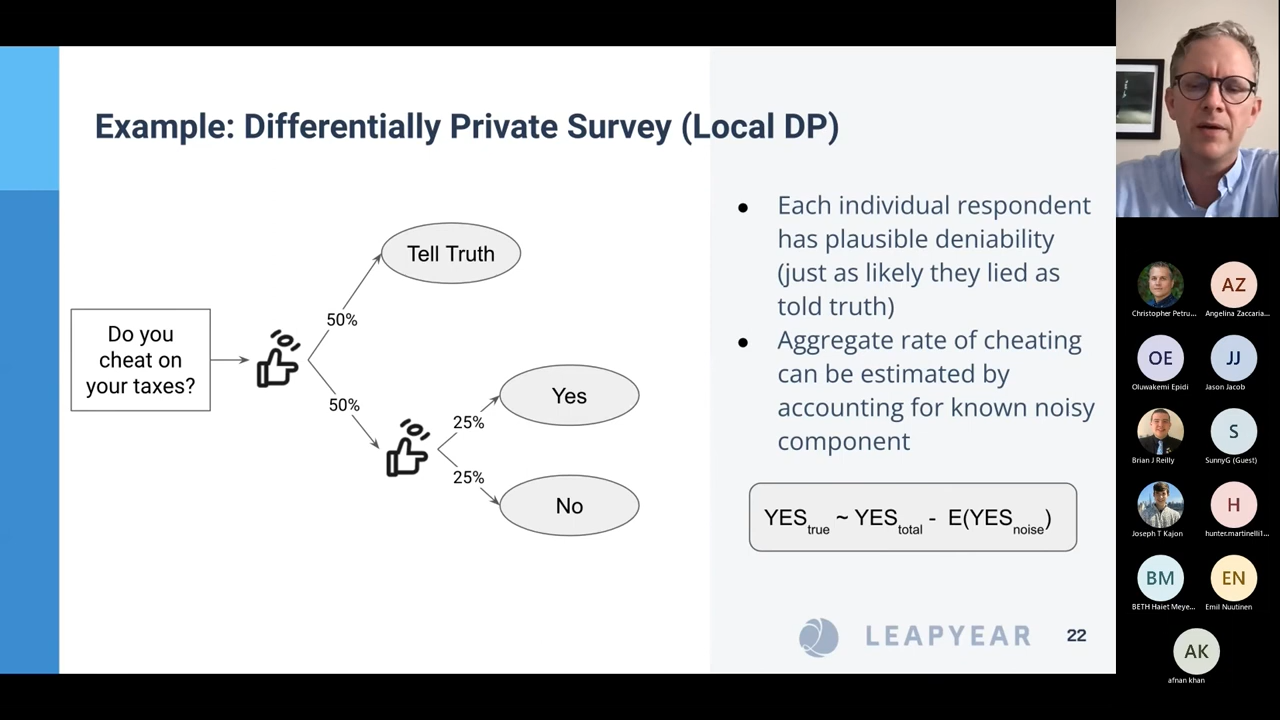 Example: Differentially Private Survey (Local DP)
Do you
cheat on
your taxes?
50%
Tell Truth
50%
25%
Yes
25%
No
● Each individual respondent
has plausible deniability
(just as likely they lied as
told truth)
● Aggregate rate of cheating
can be estimated by
accounting for known noisy
component
YEStrue ~ YEStotal - E(YESnoise)
LEAPYEAR 22
Christopher Petru...
AZ
Angelina Zaccaria...
OE
Oluwakemi Epidi
JJ
Jason Jacob
Brian J Reilly
S
SunnyG (Guest)
Joseph T Kajon
H
hunter.martinelli1...
BM
BETH Haiet Meye...
EN
Emil Nuutinen
AK
afnan khan